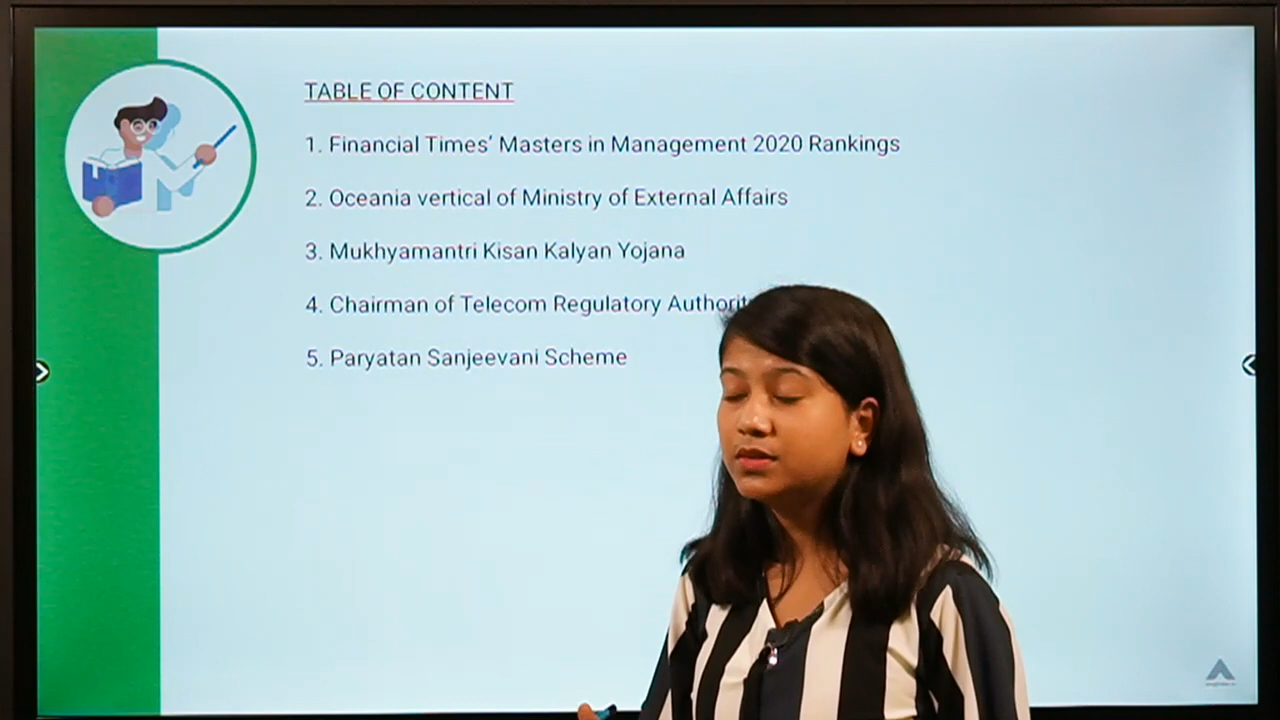 TABLE OF CONTENT
1. Financial Times’ Masters in Management 2020 Rankings
2. Oceania vertical of Ministry of External Affairs
3. Mukhyamantri Kisan Kalyan Yojana
4. Chairman of Telecom Regulatory
5. Paryatan Sanjeevani Scheme